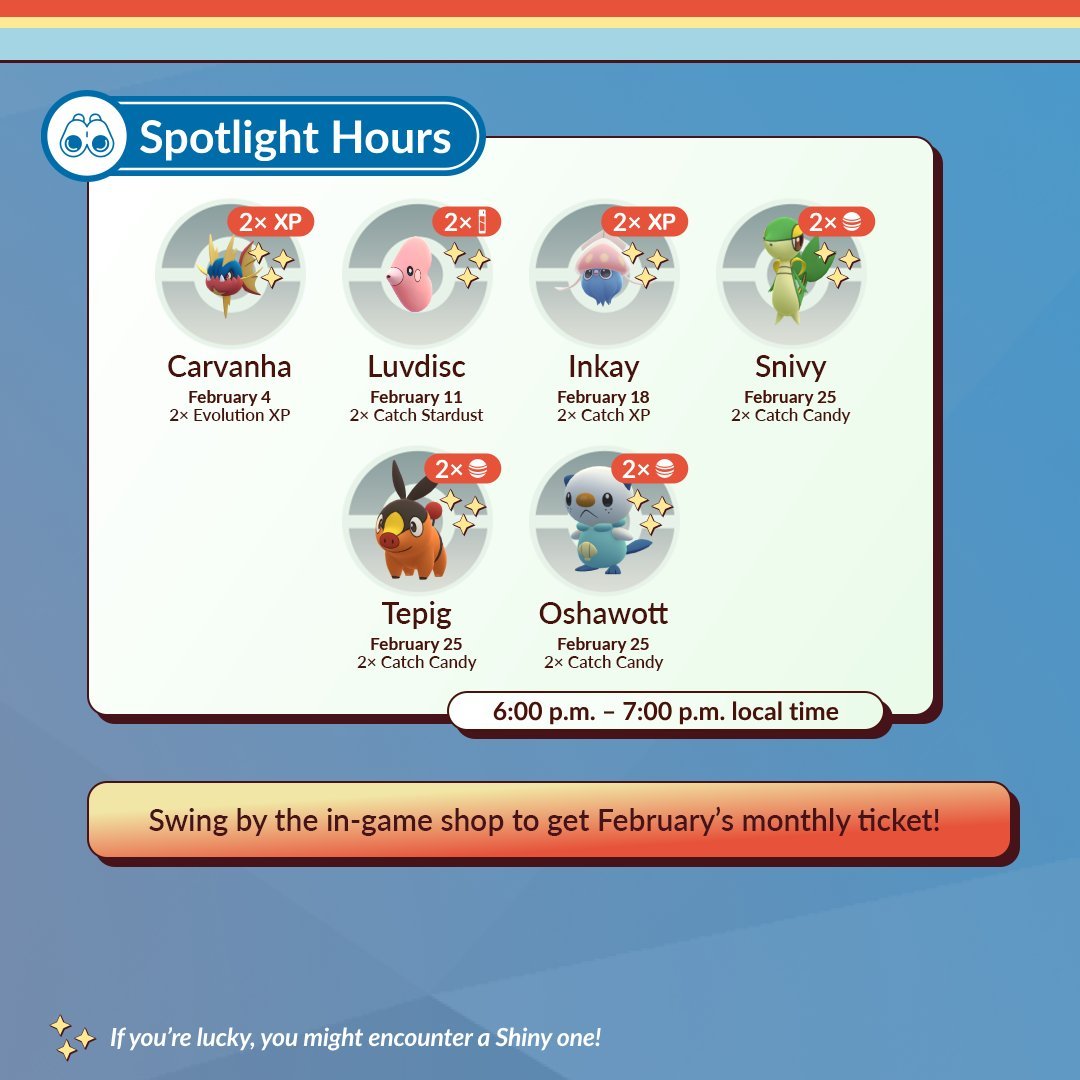 Spotlight Hours
2× XP
2×
2× XP
2×
Carvanha
Luvdisc
Inkay
Snivy
February 4
February 11
February 18
February 25
2× Evolution XP
2× Catch Stardust
2× Catch XP
2× Catch Candy
2×
2×
Tepig
Oshawott
February 25
February 25
2× Catch Candy
2× Catch Candy
6:00 p.m. – 7:00 p.m. local time
Swing by the in-game shop to get February’s monthly ticket!
If you’re lucky, you might encounter a Shiny one!